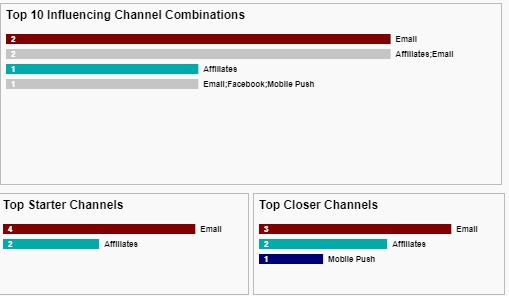 Top 10 Influencing Channel Combinations
2 Email
2 Affiliates;Email
1 Affiliates
1 Email;Facebook;Mobile Push
Top Starter Channels
4 Email
2 Affiliates
Top Closer Channels
3 Email
2 Affiliates
1 Mobile Push